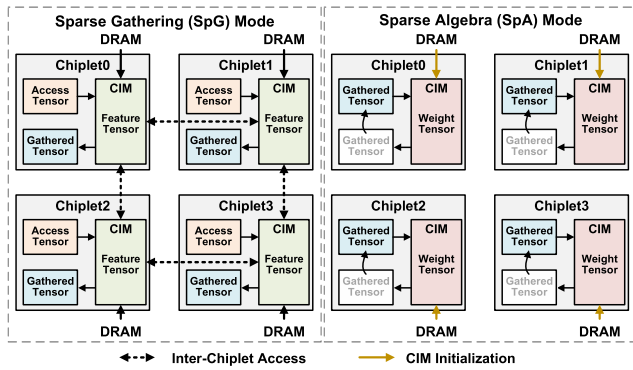 Sparse Gathering (SpG) Mode
DRAM
DRAM
Chiplet0
Access
Tensor
CIM
Feature
Tensor
Gathered
Tensor
Chiplet1
Access
Tensor
CIM
Feature
Tensor
Gathered
Tensor
Chiplet2
Access
Tensor
CIM
Feature
Tensor
Gathered
Tensor
Chiplet3
Access
Tensor
CIM
Feature
Tensor
Gathered
Tensor
DRAM
DRAM
Sparse Algebra (SpA) Mode
DRAM
DRAM
Chiplet0
Gathered
Tensor
CIM
Weight
Tensor
Gathered
Tensor
Chiplet1
Gathered
Tensor
CIM
Weight
Tensor
Gathered
Tensor
Chiplet2
Gathered
Tensor
CIM
Weight
Tensor
Gathered
Tensor
Chiplet3
Gathered
Tensor
CIM
Weight
Tensor
Gathered
Tensor
DRAM
DRAM
Inter-Chiplet Access
CIM Initialization